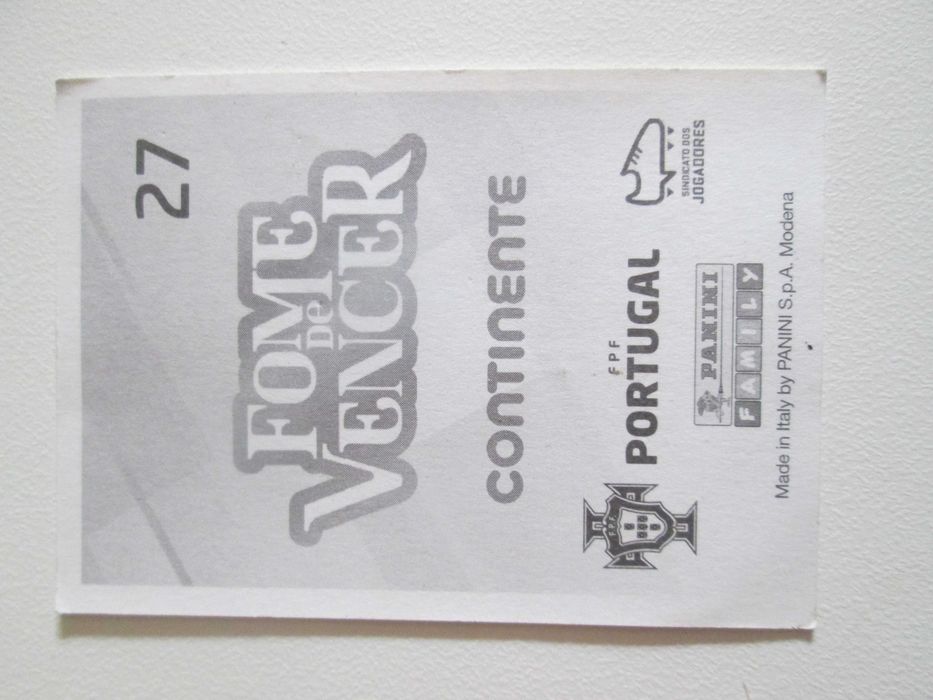 27
FOME
DE
VENCER
CONTINENTE
F.P.F.
FPF
PORTUGAL
SINDICATO DOS
JOGADORES
PANINI
FAMILY
Made in Italy by PANINI S.p.A. Modena